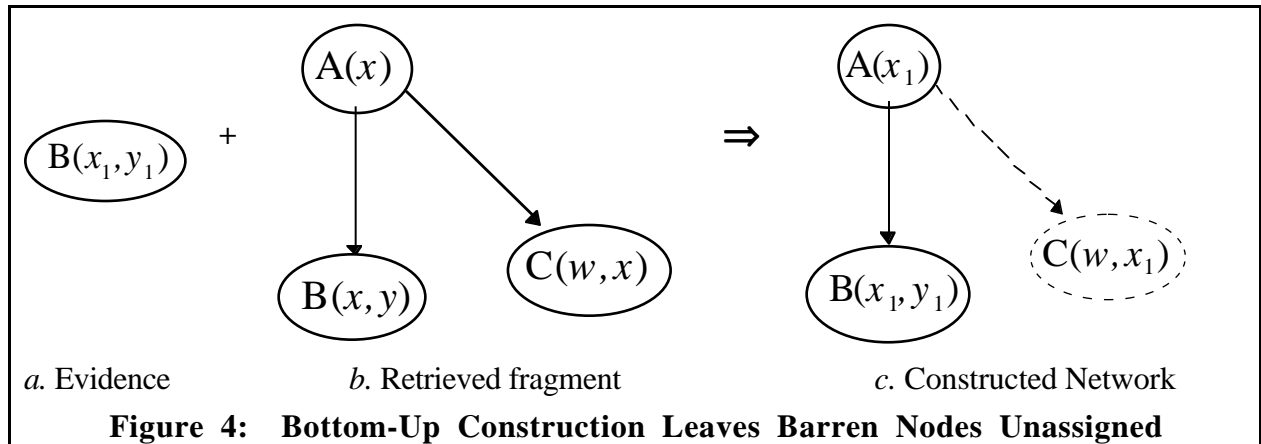 A(x)
A(x₁)
B(x₁,y₁)
+
⇒
C(w,x)
C(w,x₁)
B(x,y)
B(x₁,y₁)
a. Evidence b. Retrieved fragment c. Constructed Network
Figure 4: Bottom-Up Construction Leaves Barren Nodes Unassigned